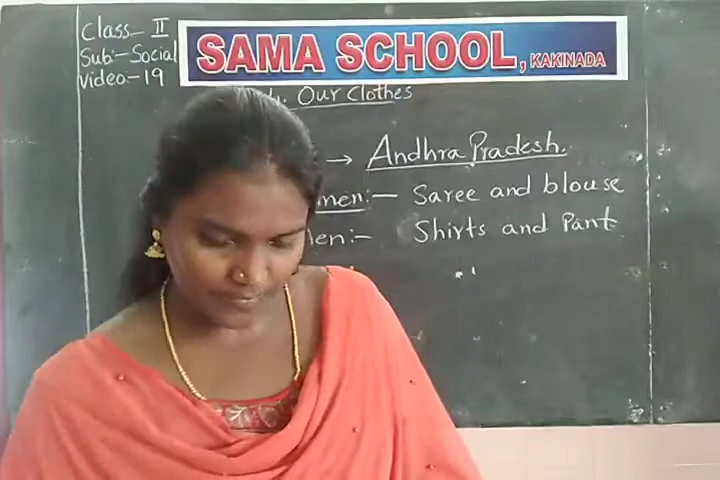 Class- II
Sub:- Social
Video:- 19
SAMA SCHOOL, KAKINADA
Our Clothes
→ Andhra Pradesh.
men:- Saree and blouse
en:- Shirts and Pant